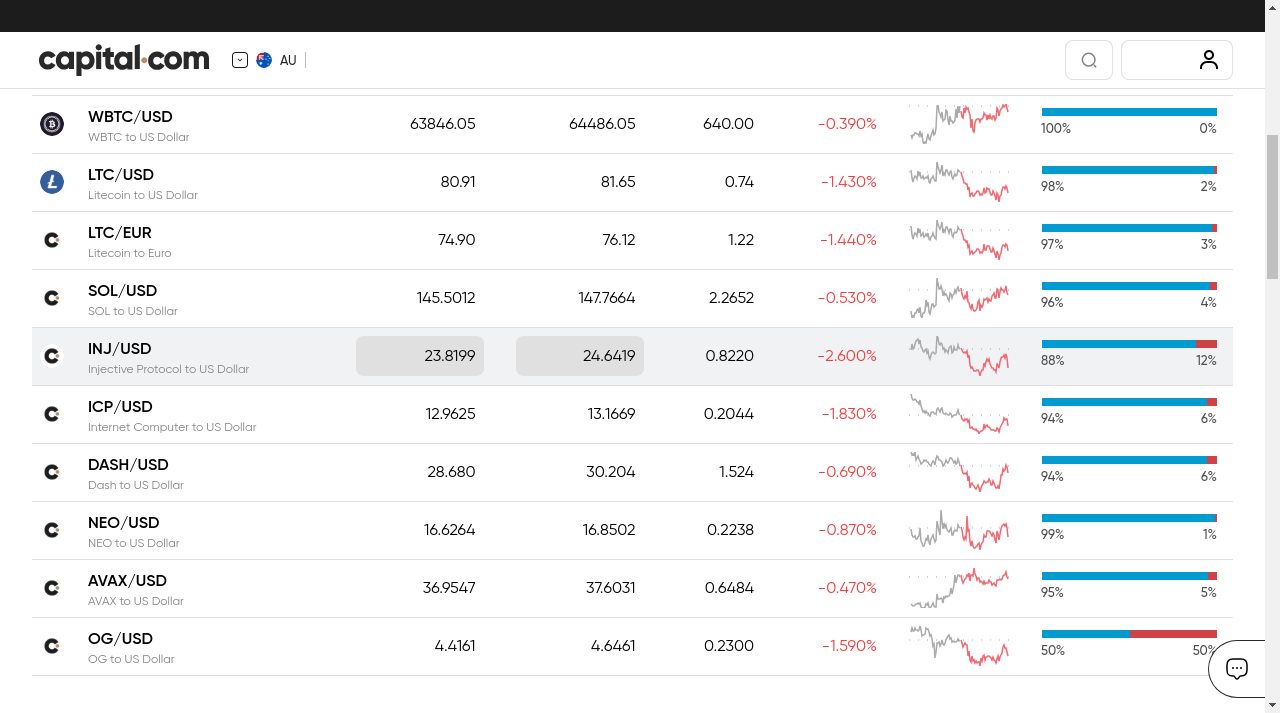 capital.com
AU
WBTC/USD 63846.05 64486.05 640.00 -0.390%
WBTC to US Dollar 100% 0%
LTC/USD 80.91 81.65 0.74 -1.430%
Litecoin to US Dollar 98% 2%
LTC/EUR 74.90 76.12 1.22 -1.440%
Litecoin to Euro 97% 3%
SOL/USD 145.5012 147.7664 2.2652 -0.530%
SOL to US Dollar 96% 4%
INJ/USD 23.8199 24.6419 0.8220 -2.600%
Injective Protocol to US Dollar 88% 12%
ICP/USD 12.9625 13.1669 0.2044 -1.830%
Internet Computer to US Dollar 94% 6%
DASH/USD 28.680 30.204 1.524 -0.690%
Dash to US Dollar 94% 6%
NEO/USD 16.6264 16.8502 0.2238 -0.870%
NEO to US Dollar 99% 1%
AVAX/USD 36.9547 37.6031 0.6484 -0.470%
AVAX to US Dollar 95% 5%
OG/USD 4.4161 4.6461 0.2300 -1.590%
OG to US Dollar 50% 50%